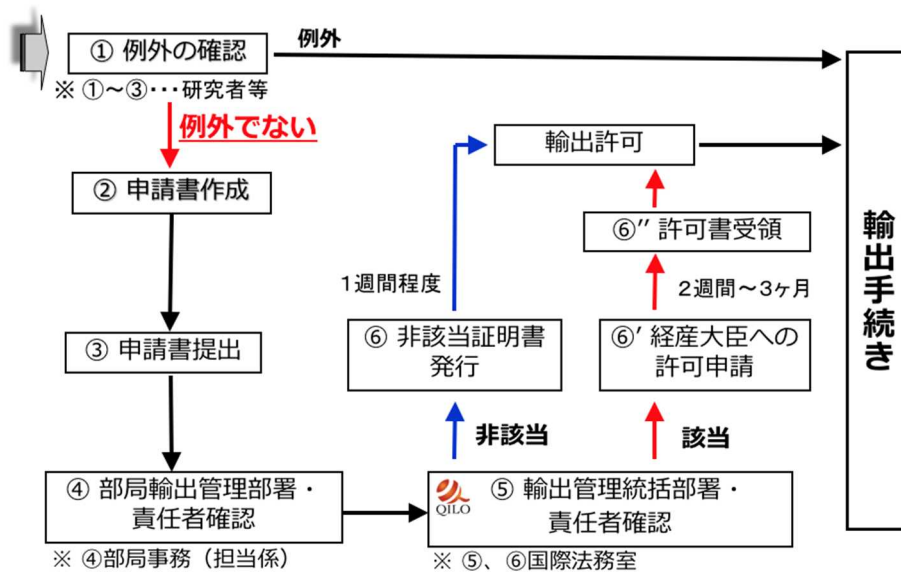 ① 例外の確認
例外
※ ①～③･･･研究者等
例外でない
② 申請書作成
③ 申請書提出
④ 部局輸出管理部署・
責任者確認
※ ④部局事務（担当係）
QILO
⑤ 輸出管理統括部署・
責任者確認
※ ⑤、⑥国際法務室
非該当
該当
⑥ 非該当証明書
発行
⑥′ 経産大臣への
許可申請
1週間程度
2週間～3ヶ月
⑥″ 許可書受領
輸出許可
輸出手続き